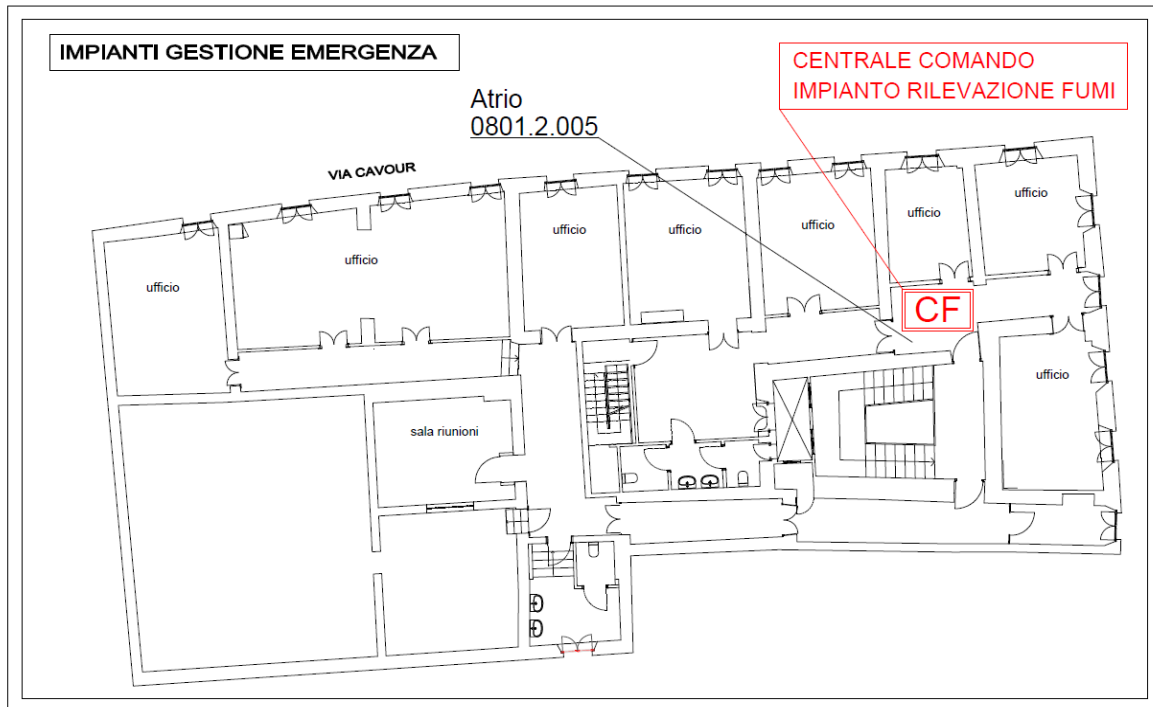 IMPIANTI GESTIONE EMERGENZA
CENTRALE COMANDO
IMPIANTO RILEVAZIONE FUMI
Atrio
0801.2.005
VIA CAVOUR
ufficio
ufficio
ufficio
ufficio
ufficio
ufficio
ufficio
CF
ufficio
sala riunioni